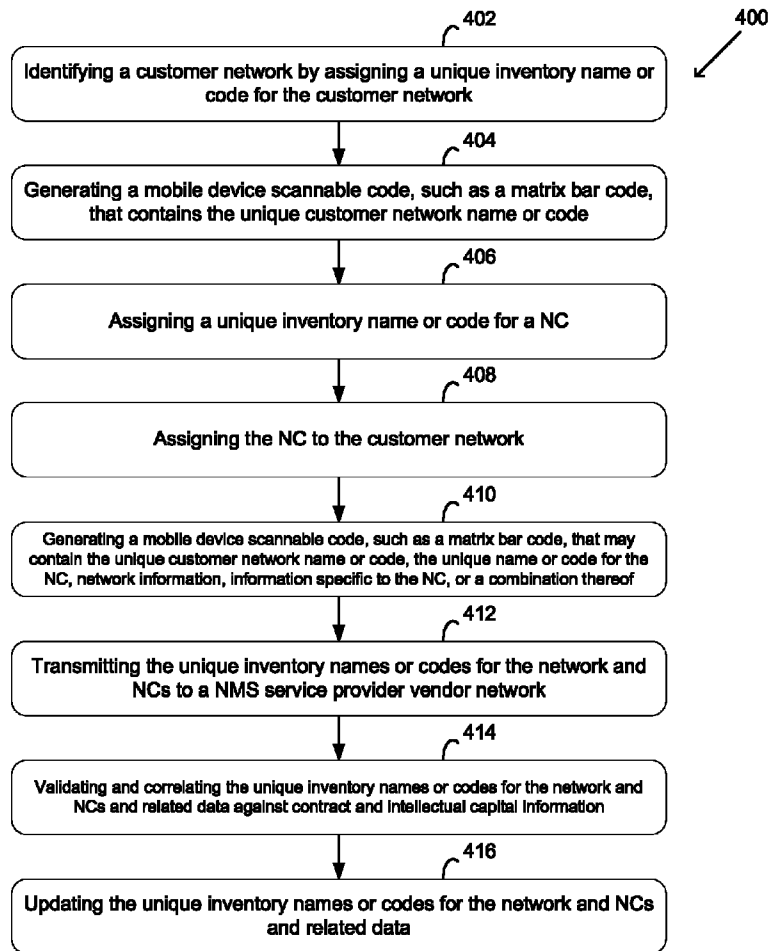 402
400
Identifying a customer network by assigning a unique inventory name or
code for the customer network
404
Generating a mobile device scannable code, such as a matrix bar code,
that contains the unique customer network name or code
406
Assigning a unique inventory name or code for a NC
408
Assigning the NC to the customer network
410
Generating a mobile device scannable code, such as a matrix bar code, that may
contain the unique customer network name or code, the unique name or code for the
NC, network information, information specific to the NC, or a combination thereof
412
Transmitting the unique inventory names or codes for the network and
NCs to a NMS service provider vendor network
414
Validating and correlating the unique inventory names or codes for the network and
NCs and related data against contract and intellectual capital information
416
Updating the unique inventory names or codes for the network and NCs
and related data